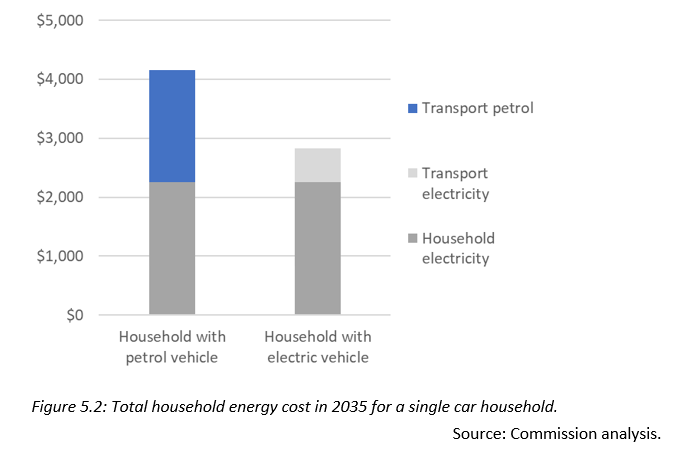 $5,000
$4,000
$3,000
$2,000
$1,000
$0
Household with
petrol vehicle
Household with
electric vehicle
Transport petrol
Transport
electricity
Household
electricity
Figure 5.2: Total household energy cost in 2035 for a single car household.
Source: Commission analysis.